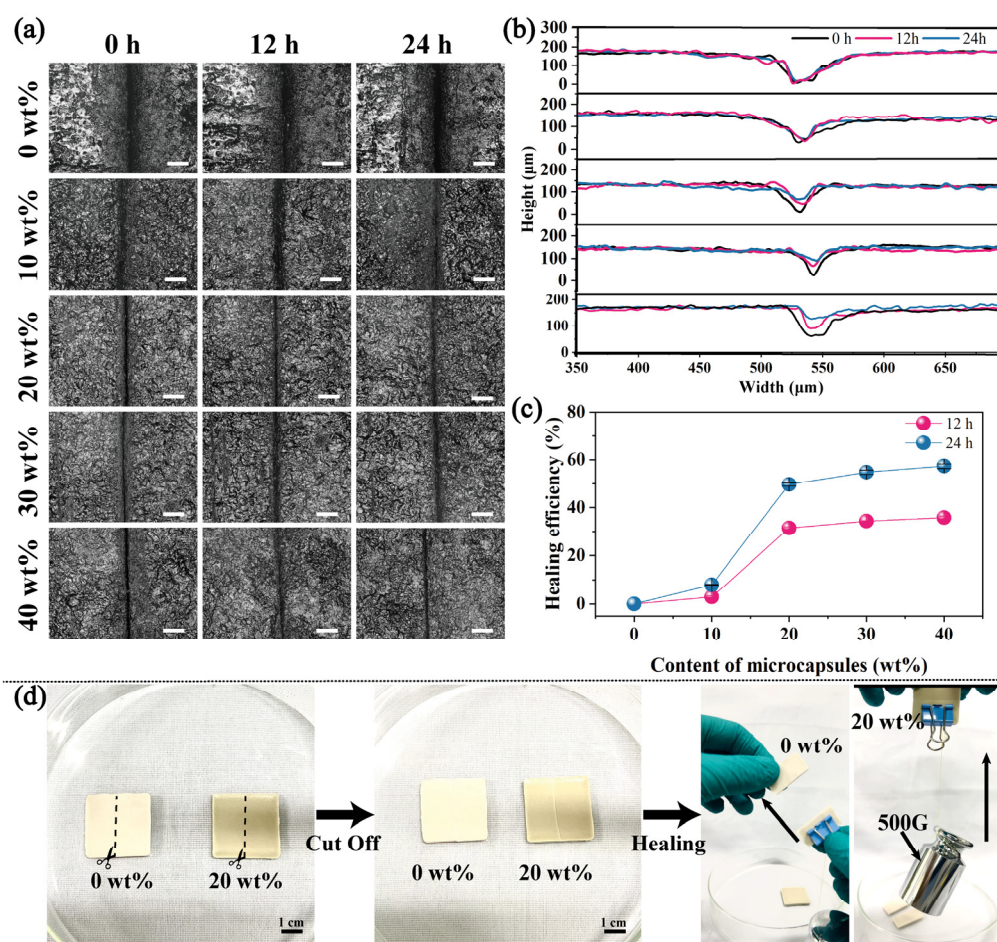 (a)
0 h 12 h 24 h
0 wt%
10 wt%
20 wt%
30 wt%
40 wt%
(b)
0 h 12h 24h
300
200
100
0
200
100
0
200
100
0
200
100
0
200
100
0
Height (μm)
350 400 450 500 550 600 650
Width (μm)
(c)
12 h
24 h
80
60
40
20
0
Healing efficiency (%)
0 10 20 30 40
Content of microcapsules (wt%)
(d)
0 wt% 20 wt%
1 cm
Cut Off
0 wt% 20 wt%
1 cm
Healing
0 wt%
20 wt%
500G